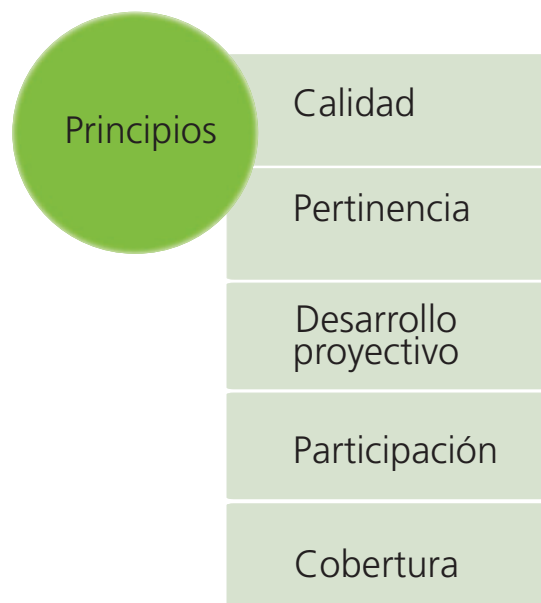 Principios
Calidad
Pertinencia
Desarrollo
proyectivo
Participación
Cobertura